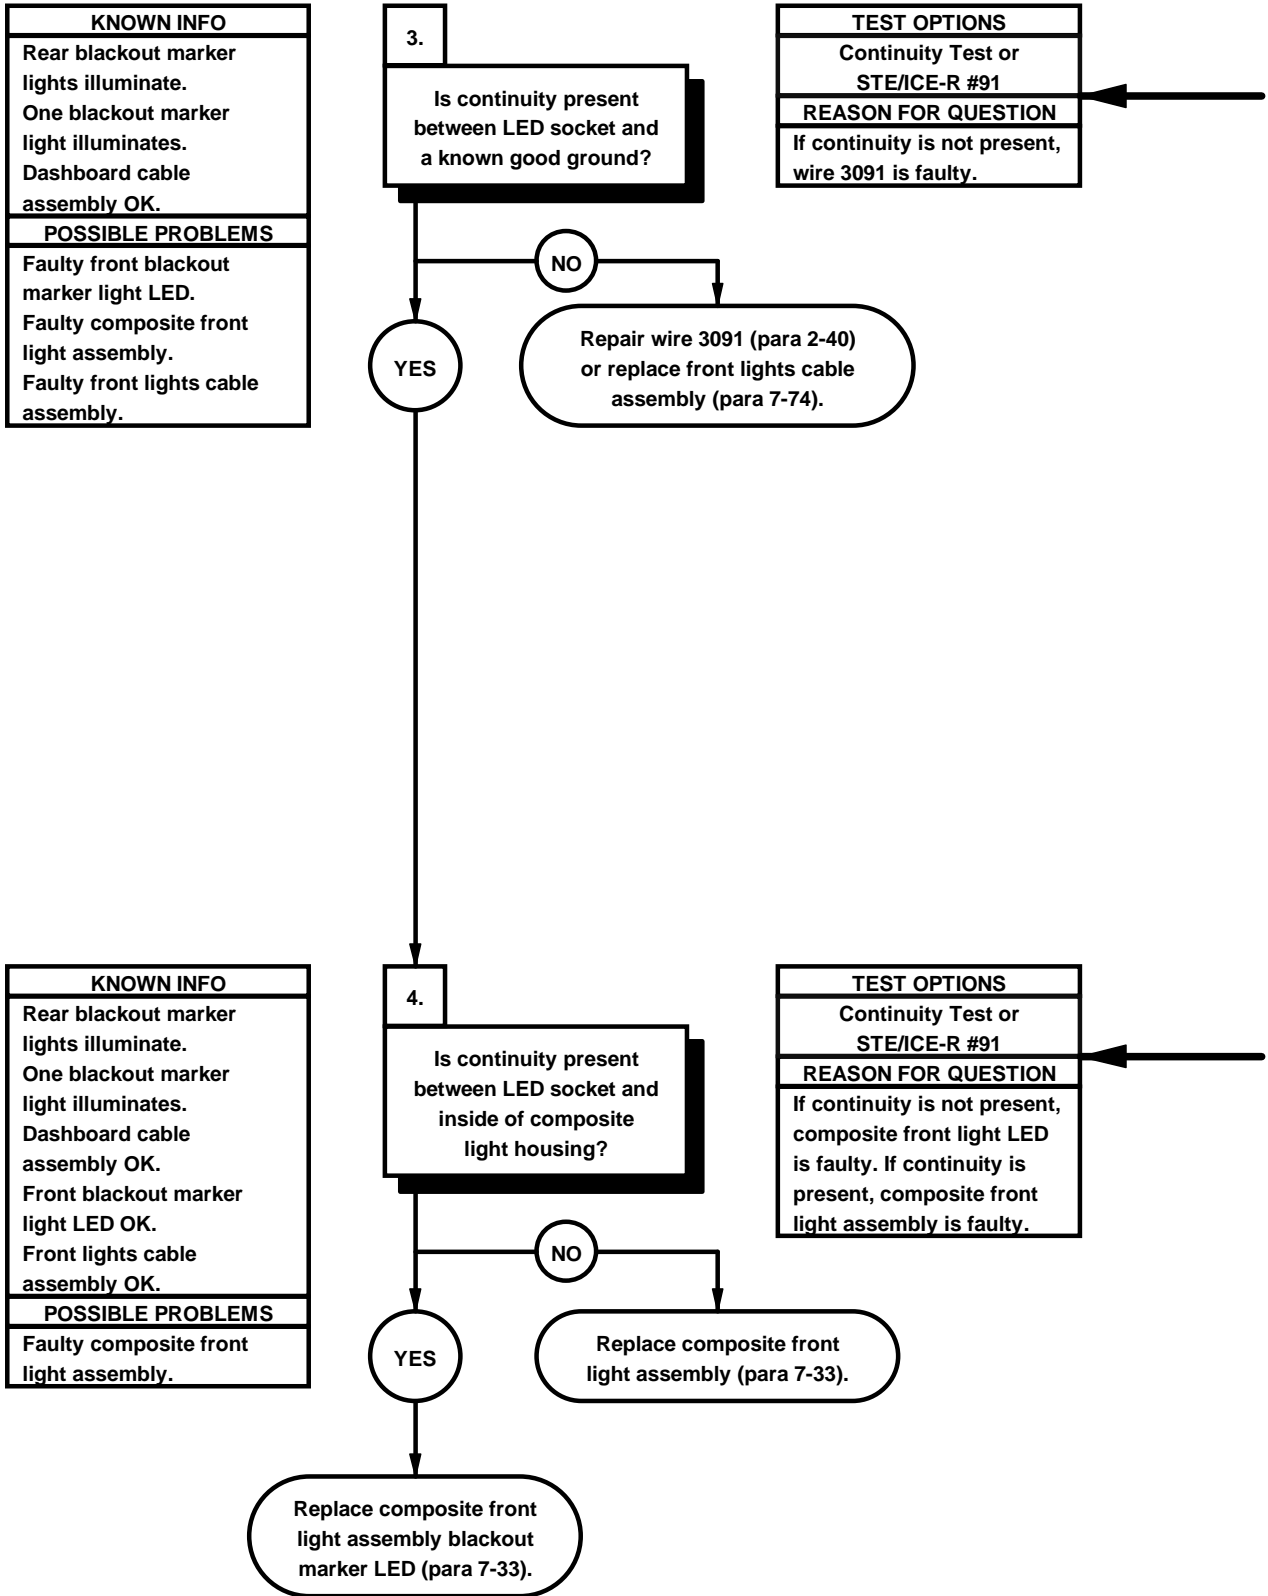 KNOWN INFO
Rear blackout marker
lights illuminate.
One blackout marker
light illuminates.
Dashboard cable
assembly OK.
POSSIBLE PROBLEMS
Faulty front blackout
marker light LED.
Faulty composite front
light assembly.
Faulty front lights cable
assembly.
3.
Is continuity present
between LED socket and
a known good ground?
TEST OPTIONS
Continuity Test or
STE/ICE-R #91
REASON FOR QUESTION
If continuity is not present,
wire 3091 is faulty.
NO
YES
Repair wire 3091 (para 2-40)
or replace front lights cable
assembly (para 7-74).
KNOWN INFO
Rear blackout marker
lights illuminate.
One blackout marker
light illuminates.
Dashboard cable
assembly OK.
Front blackout marker
light LED OK.
Front lights cable
assembly OK.
POSSIBLE PROBLEMS
Faulty composite front
light assembly.
4.
Is continuity present
between LED socket and
inside of composite
light housing?
TEST OPTIONS
Continuity Test or
STE/ICE-R #91
REASON FOR QUESTION
If continuity is not present,
composite front light LED
is faulty. If continuity is
present, composite front
light assembly is faulty.
NO
YES
Replace composite front
light assembly (para 7-33).
Replace composite front
light assembly blackout
marker LED (para 7-33).